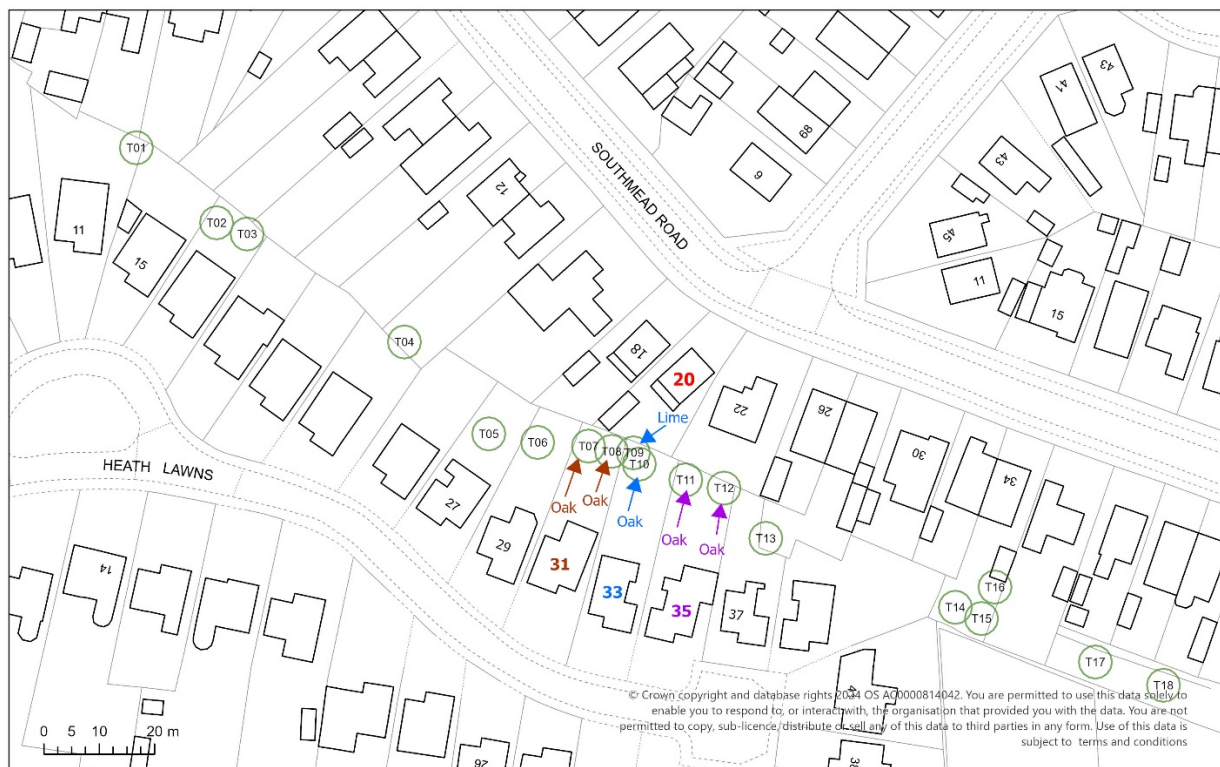 43
41
68
SOUTHMEAD ROAD
6
T01
12
43
T02
T03
11
45
15
11
15
T04
18
20
22
26
Lime
HEATH LAWNS
T05
T06
T07
T08
T09
T10
30
T11
T12
34
Oak
Oak
Oak
Oak
Oak
27
T13
29
31
14
33
35
37
T16
T14
T15
T17
T18
© Crown copyright and database rights 2024 OS AC0000814042. You are permitted to use this data solely to
enable you to respond to, or interact with, the organisation that provided you with the data. You are not
permitted to copy, sub-licence, distribute or sell any of this data to third parties in any form. Use of this data is
subject to terms and conditions
0 5 10 20 m
26